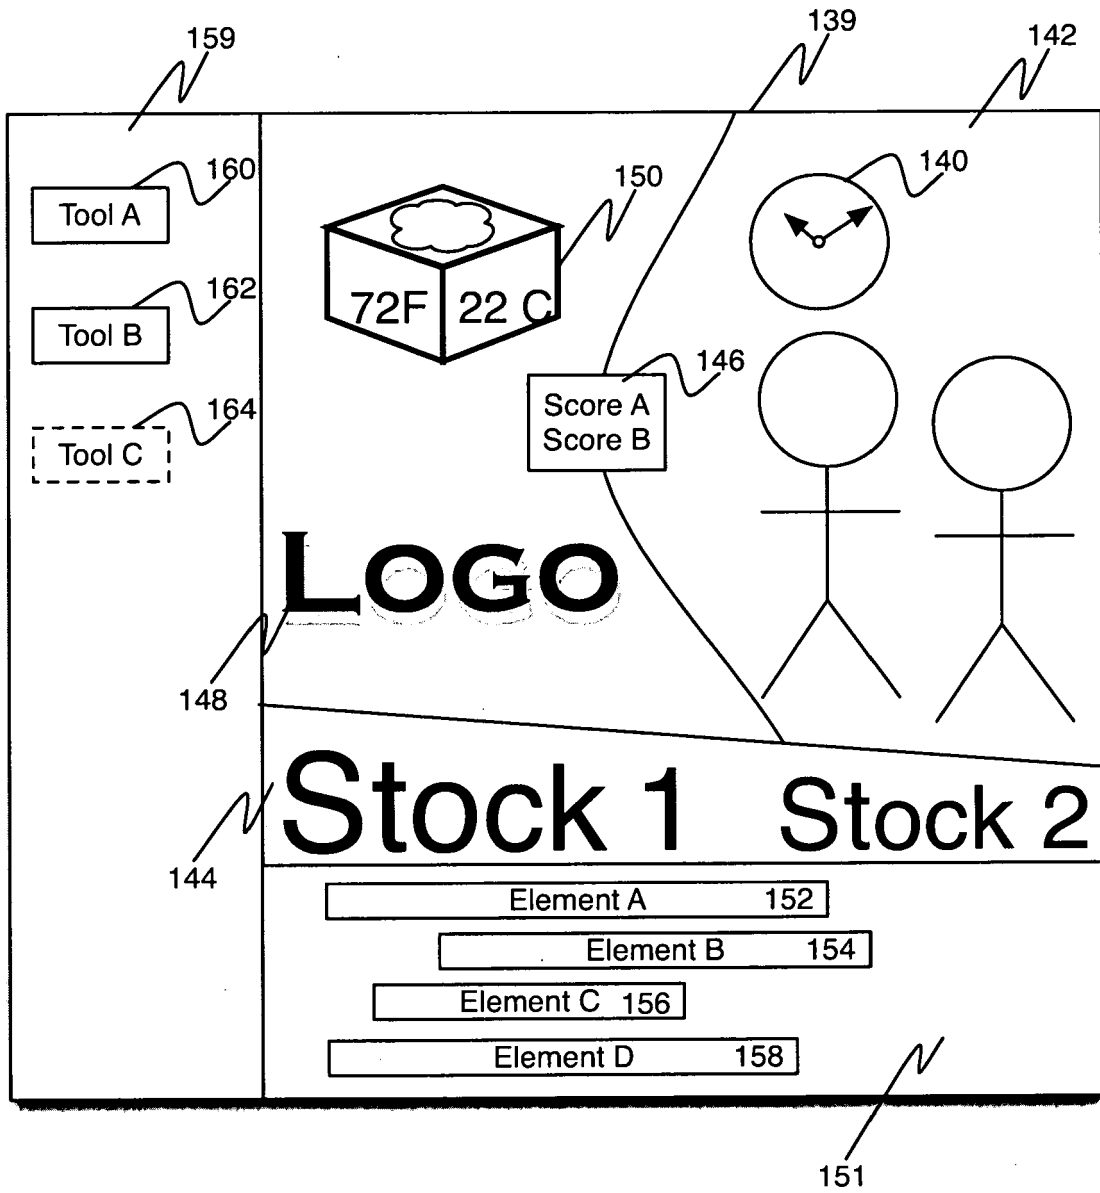 159
139
142
160
Tool A
150
140
162
72F
22 C
Tool B
146
164
Score A
Score B
Tool C
LOGO
148
Stock 1
Stock 2
144
Element A 152
Element B 154
Element C 156
Element D 158
151